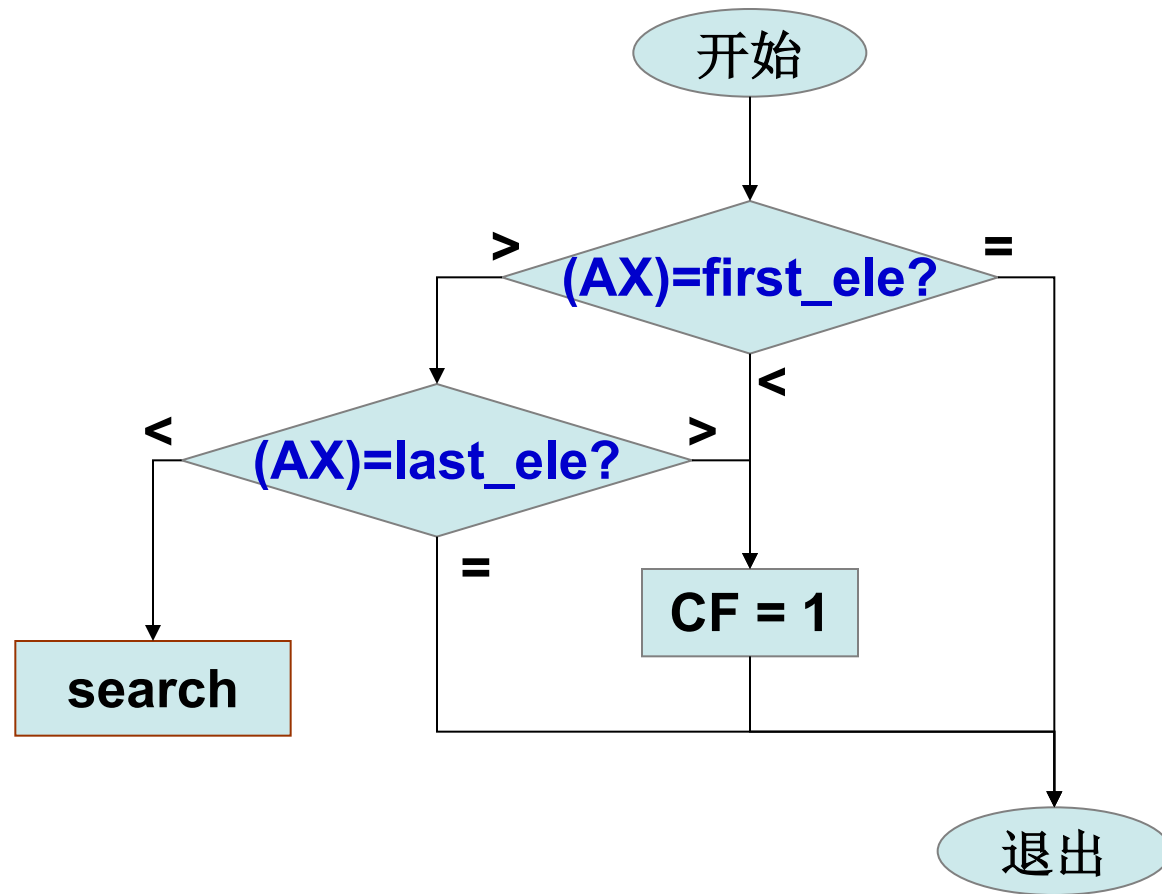 开始
>
=
(AX)=first_ele?
<
<
>
(AX)=last_ele?
=
CF = 1
search
退出